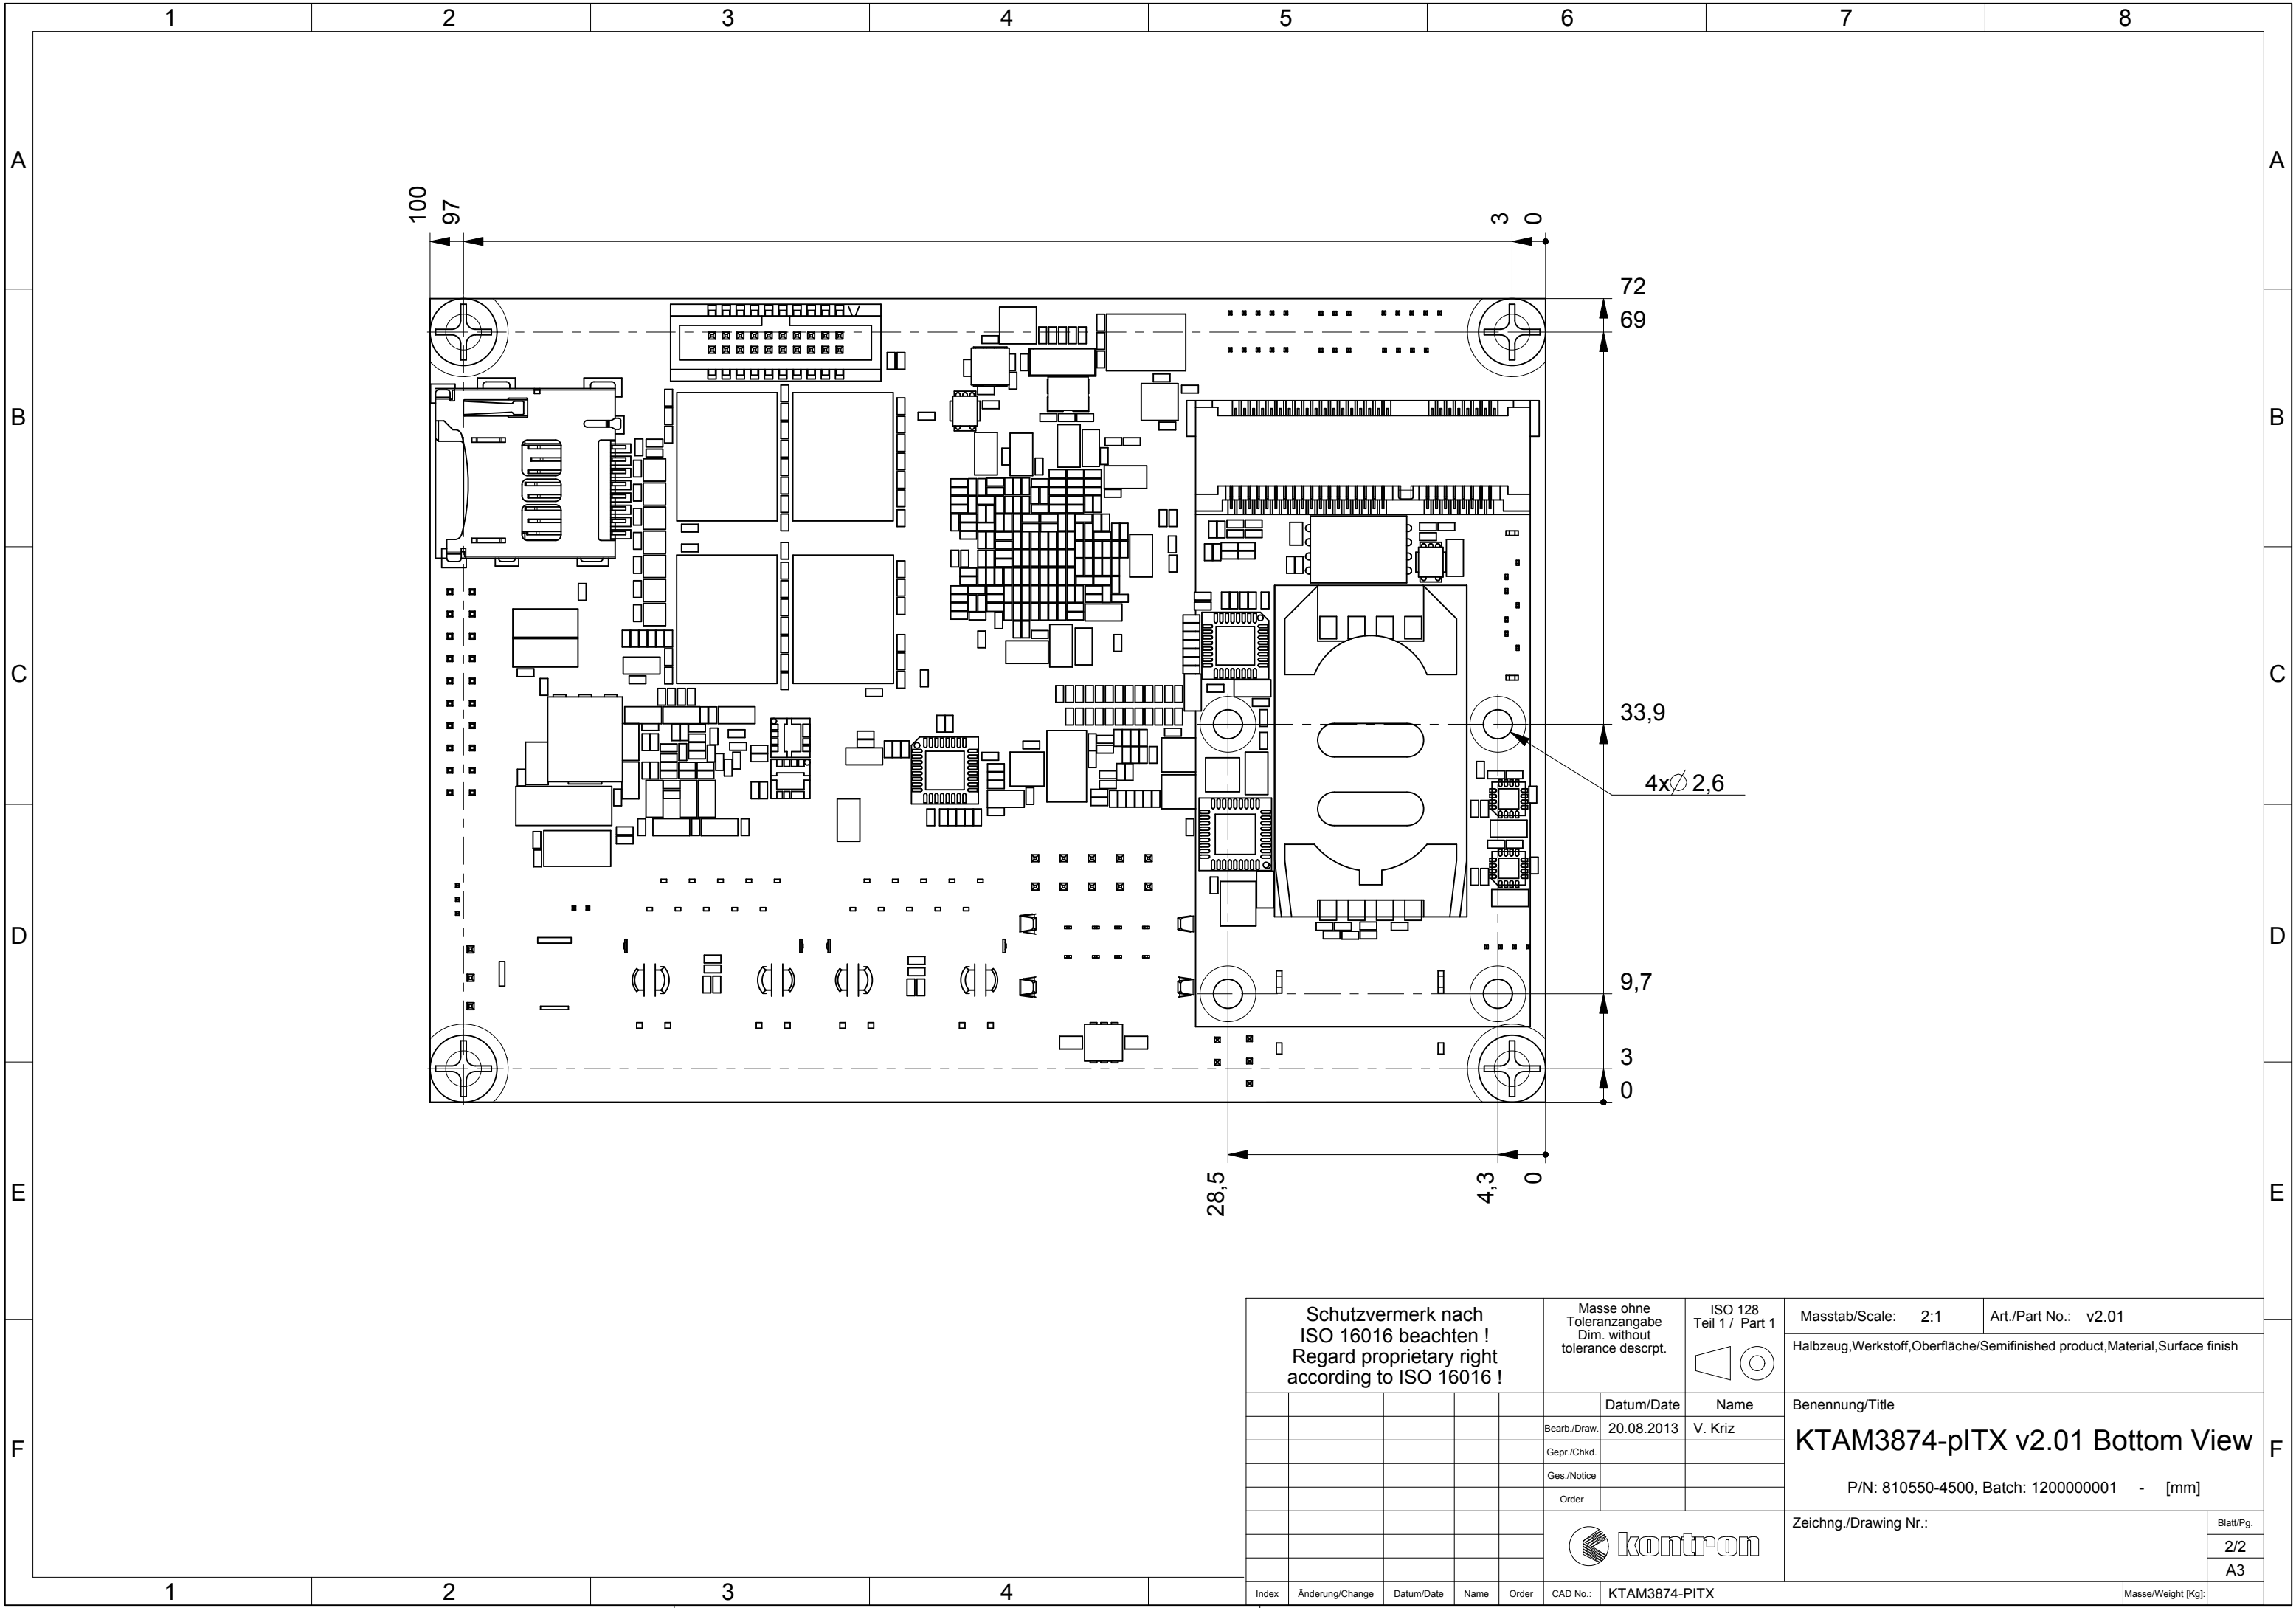 1 2 3 4 5 6 7 8
A A
B B
C C
D D
E E
F F
100
97
3
0
72
69
33,9
4x∅ 2,6
9,7
3
0
28,5
4,3
0
Schutzvermerk nach
ISO 16016 beachten !
Regard proprietary right
according to ISO 16016 !
Masse ohne
Toleranzangabe
Dim. without
tolerance descrpt.
ISO 128
Teil 1 / Part 1
Masstab/Scale: 2:1
Art./Part No.: v2.01
Halbzeug,Werkstoff,Oberfläche/Semifinished product,Material,Surface finish
Datum/Date Name
Bearb./Draw. 20.08.2013 V. Kriz
Gepr./Chkd.
Ges./Notice
Order
Benennung/Title
KTAM3874-pITX v2.01 Bottom View
P/N: 810550-4500, Batch: 1200000001 - [mm]
kontron
Zeichng./Drawing Nr.:
Blatt/Pg.
2/2
A3
Index Änderung/Change Datum/Date Name Order CAD No.: KTAM3874-PITX Masse/Weight [Kg]:
1 2 3 4